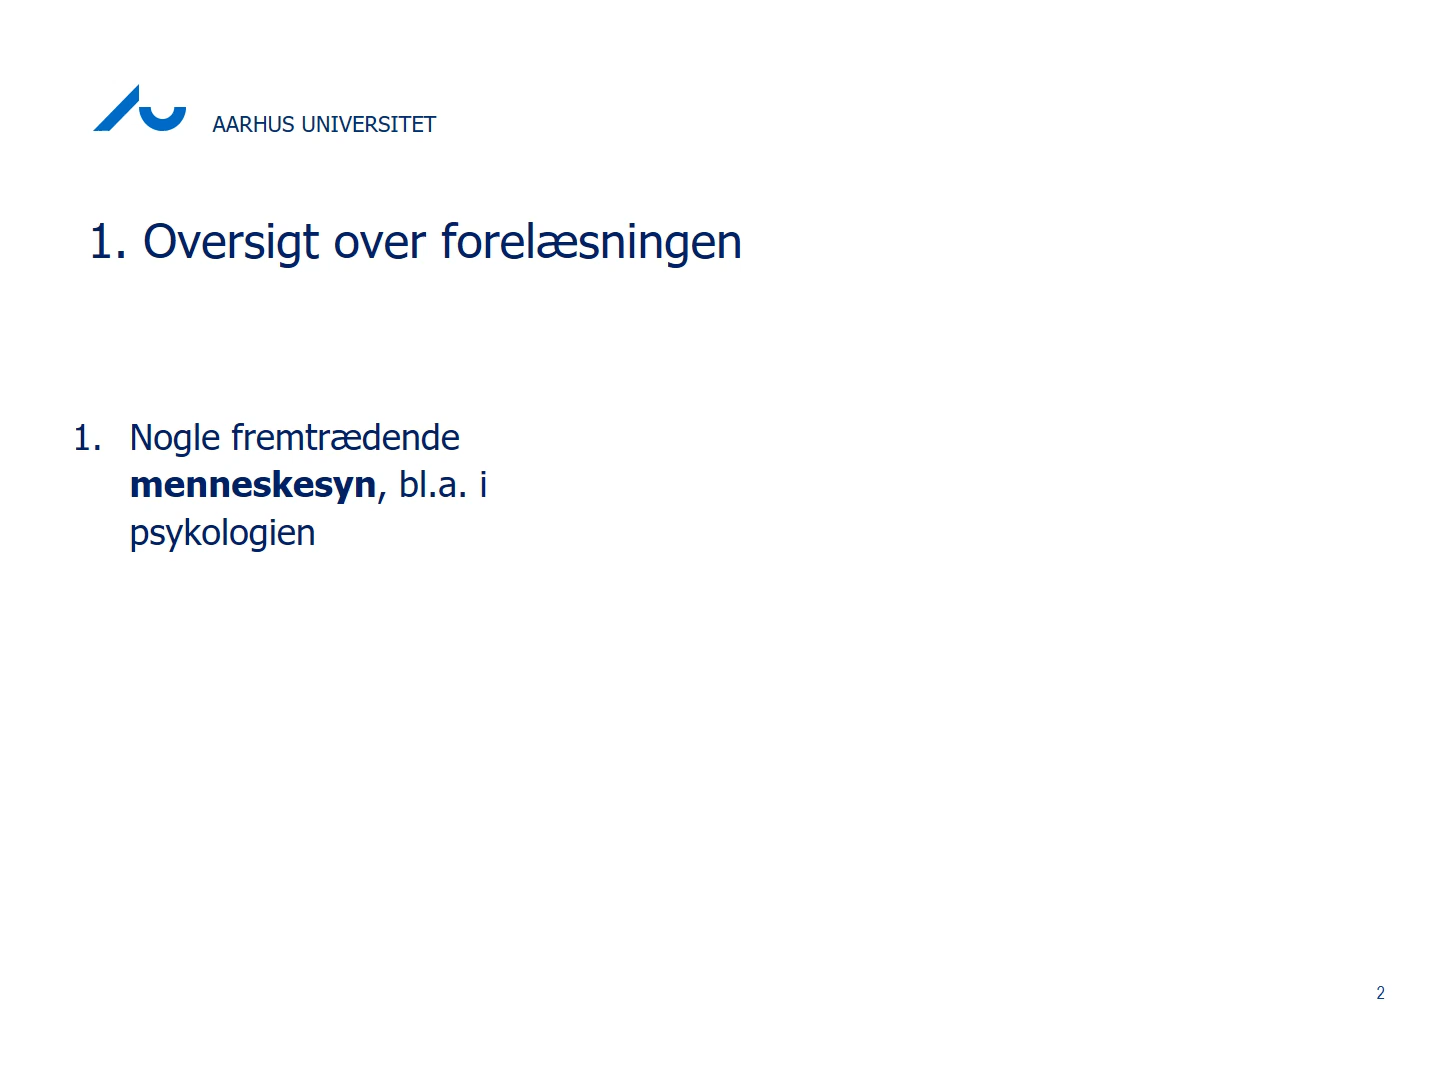 AARHUS UNIVERSITET
1. Oversigt over forelæsningen
1. Nogle fremtrædende
menneskesyn, bl.a. i
psykologien
2